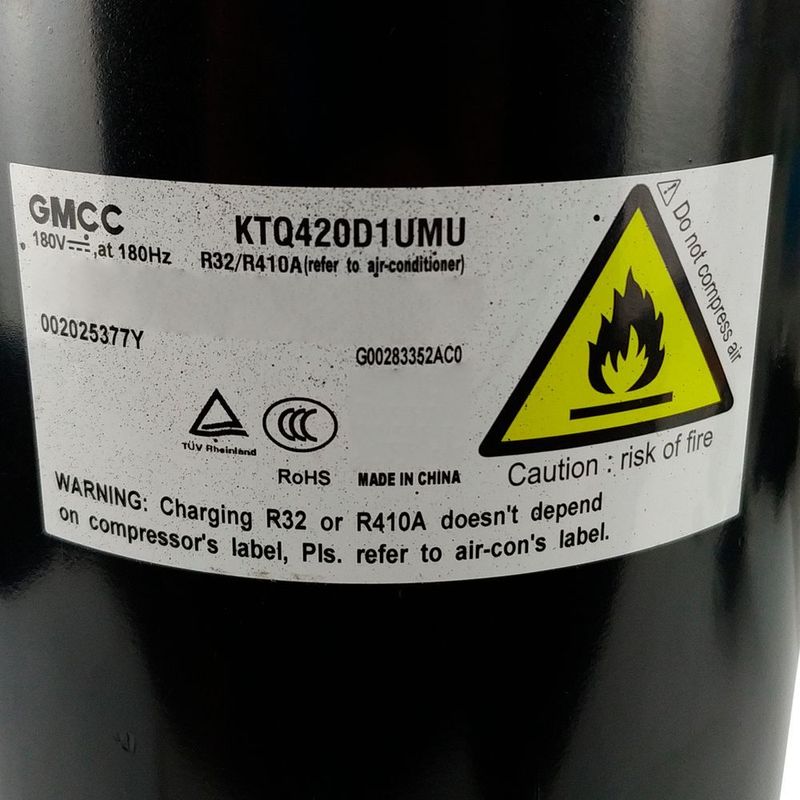 GMCC
KTQ420D1UMU
180V⎓,at 180Hz
R32/R410A(refer to air-conditioner)
002025377Y
G00283352AC0
Do not compress air
TÜV Rheinland
CCC
RoHS
MADE IN CHINA
Caution : risk of fire
WARNING: Charging R32 or R410A doesn't depend
on compressor's label, Pls. refer to air-con's label.